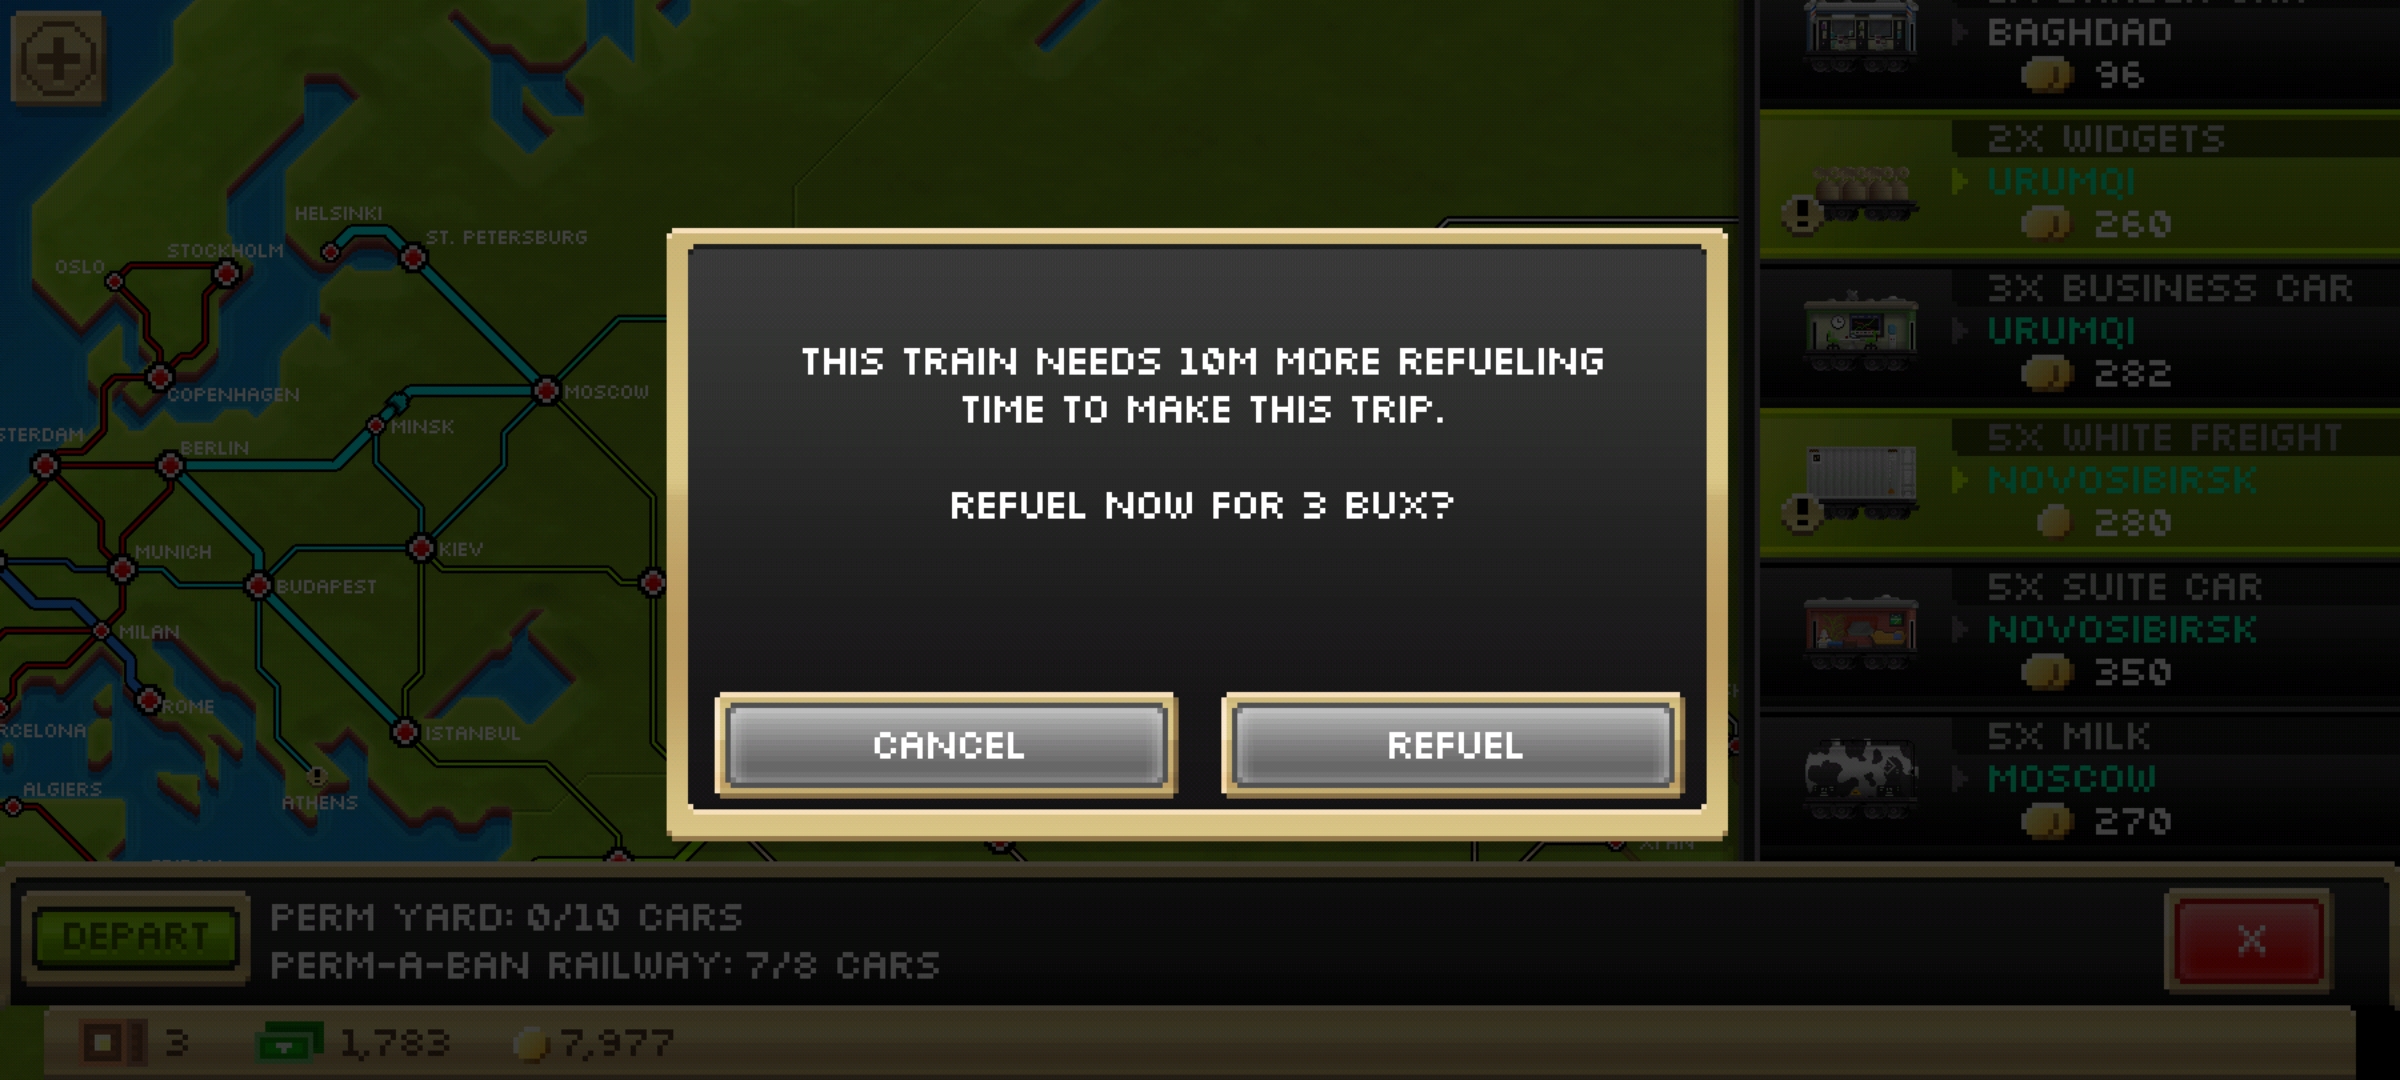 BAGHDAD
96
2X WIDGETS
URUMQI
260
3X BUSINESS CAR
URUMQI
282
5X WHITE FREIGHT
NOVOSIBIRSK
280
5X SUITE CAR
NOVOSIBIRSK
350
5X MILK
MOSCOW
270
HELSINKI
ST. PETERSBURG
STOCKHOLM
OSLO
COPENHAGEN
MOSCOW
MINSK
STERDAM
BERLIN
MUNICH
KIEV
BUDAPEST
MILAN
ROME
RCELONA
ISTANBUL
ALGIERS
ATHENS
THIS TRAIN NEEDS 10M MORE REFUELING
TIME TO MAKE THIS TRIP.
REFUEL NOW FOR 3 BUX?
CANCEL
REFUEL
DEPART
PERM YARD: 0/10 CARS
PERM-A-BAN RAILWAY: 7/8 CARS
X
3
1,783
7,977